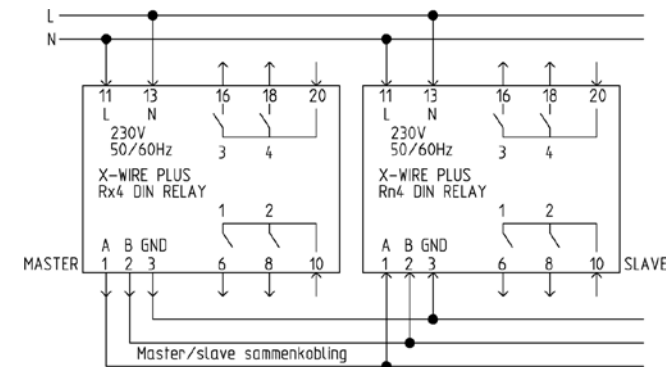 L
N
11 13 16 18 20 11 13 16 18 20
L N L N
230V 230V
50/60Hz 3 4 50/60Hz 3 4
X-WIRE PLUS X-WIRE PLUS
Rx4 DIN RELAY Rn4 DIN RELAY
1 2 1 2
A B GND A B GND
MASTER 1 2 3 6 8 10 1 2 3 6 8 10 SLAVE
Master/slave sammenkobling